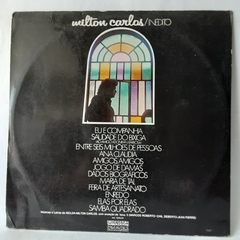 milton carlos/INÉDITO
EU E COMPANHIA
SAUDADE DO BIXIGA
ENTRE SEIS MILHÕES DE PESSOAS
ANA CLAUDIA
AMIGOS AMIGOS
JOGO DE DAMAS
DADOS BIOGRÁFICOS
MARIA DE TAL
FEIRA DE ARTESANATO
ENREDO
ELAS POR ELAS
SAMBA QUADRADO